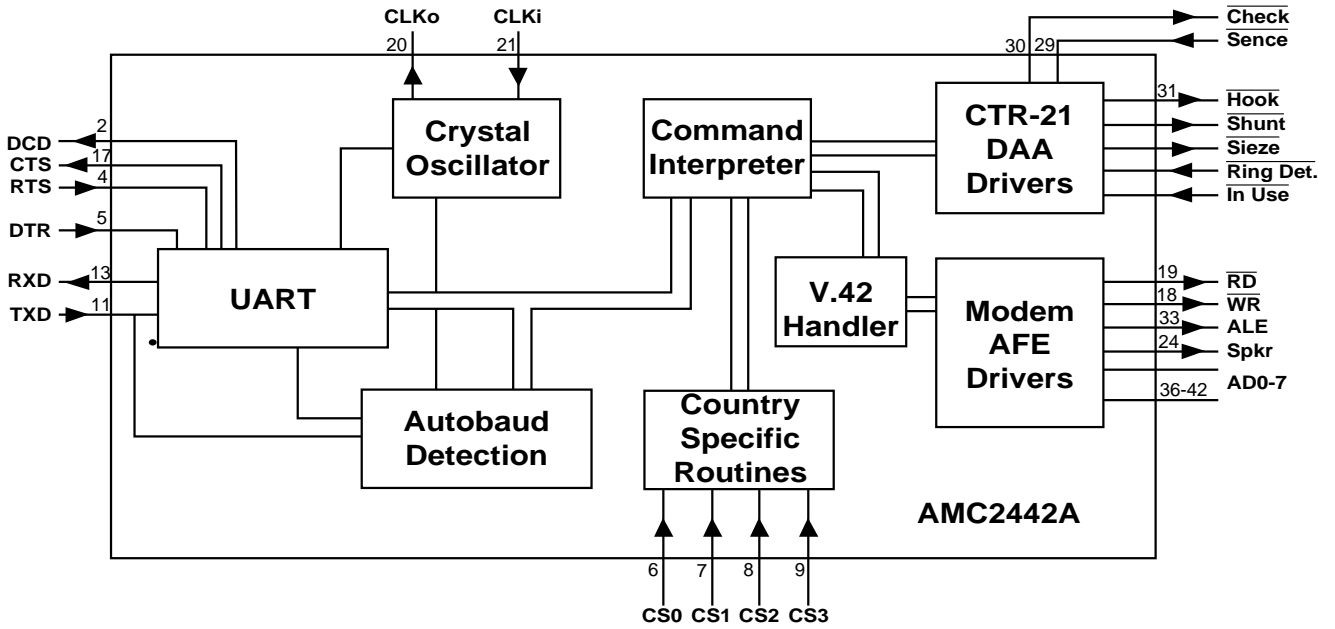 CLKo
CLKi
20
21
30
29
Check
Sence
Crystal
Oscillator
Command
Interpreter
CTR-21
DAA
Drivers
31
Hook
Shunt
Sieze
Ring Det.
In Use
DCD
2
CTS
17
RTS
4
DTR
5
RXD
13
TXD
11
UART
V.42
Handler
Modem
AFE
Drivers
19
RD
18
WR
33
ALE
24
Spkr
AD0-7
36-42
Autobaud
Detection
Country
Specific
Routines
AMC2442A
6
7
8
9
CS0
CS1
CS2
CS3